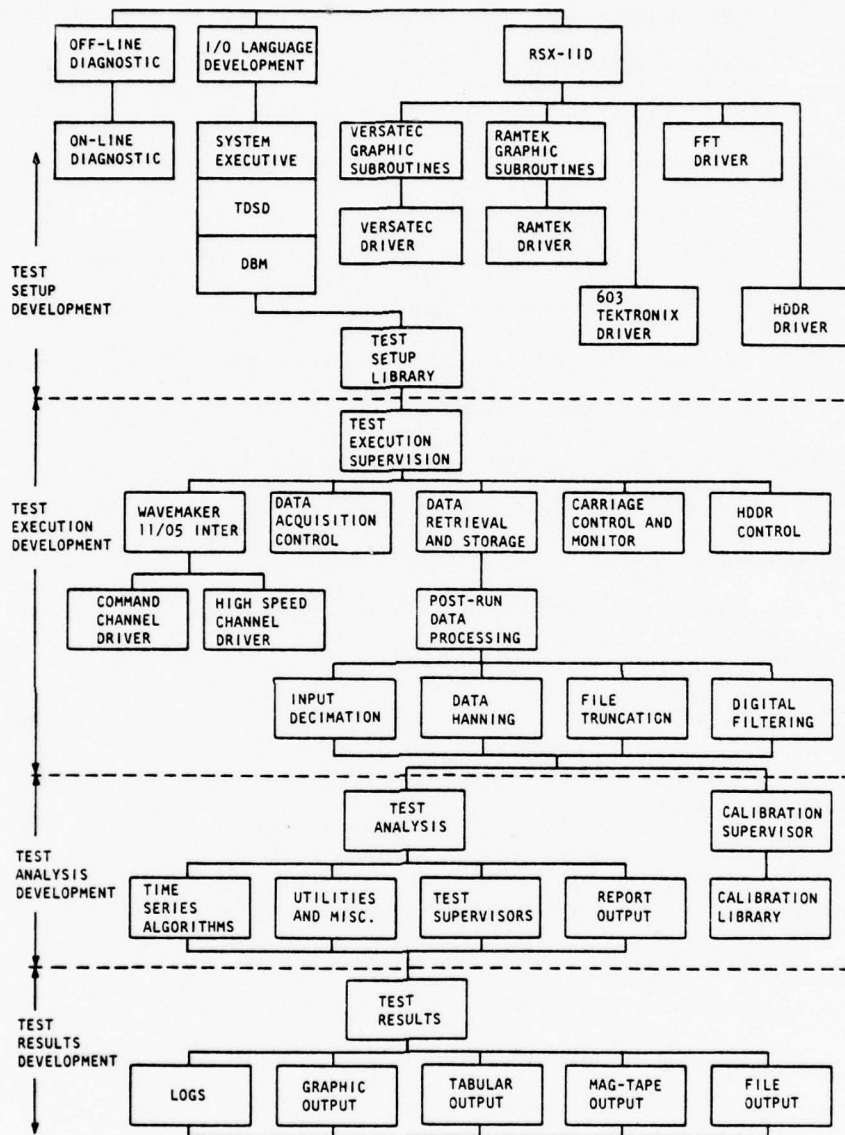 OFF-LINE
DIAGNOSTIC
I/O LANGUAGE
DEVELOPMENT
RSX-11D
ON-LINE
DIAGNOSTIC
SYSTEM
EXECUTIVE
TDSD
DBM
VERSATEC
GRAPHIC
SUBROUTINES
RAMTEK
GRAPHIC
SUBROUTINES
FFT
DRIVER
VERSATEC
DRIVER
RAMTEK
DRIVER
603
TEKTRONIX
DRIVER
HDDR
DRIVER
TEST
SETUP
DEVELOPMENT
TEST
SETUP
LIBRARY
TEST
EXECUTION
SUPERVISION
TEST
EXECUTION
DEVELOPMENT
WAVEMAKER
11/05 INTER
DATA
ACQUISITION
CONTROL
DATA
RETRIEVAL
AND STORAGE
CARRIAGE
CONTROL AND
MONITOR
HDDR
CONTROL
COMMAND
CHANNEL
DRIVER
HIGH SPEED
CHANNEL
DRIVER
POST-RUN
DATA
PROCESSING
INPUT
DECIMATION
DATA
HANNING
FILE
TRUNCATION
DIGITAL
FILTERING
TEST
ANALYSIS
CALIBRATION
SUPERVISOR
TEST
ANALYSIS
DEVELOPMENT
TIME
SERIES
ALGORITHMS
UTILITIES
AND MISC.
TEST
SUPERVISORS
REPORT
OUTPUT
CALIBRATION
LIBRARY
TEST
RESULTS
TEST
RESULTS
DEVELOPMENT
LOGS
GRAPHIC
OUTPUT
TABULAR
OUTPUT
MAG-TAPE
OUTPUT
FILE
OUTPUT